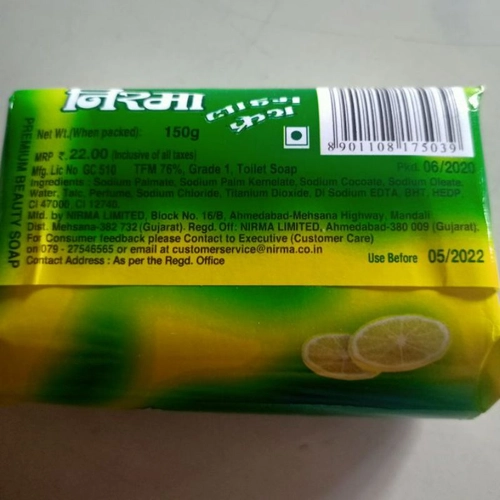 निरमा लाइम फ्रेश
Net Wt.(When packed): 150g
MRP ₹.22.00 (Inclusive of all taxes)
8901108175039
Mfg. Lic No GC 510 TFM 76%, Grade 1, Toilet Soap Pkd. 06/2020
Ingredients : Sodium Palmate, Sodium Palm Kernelate, Sodium Cocoate, Sodium Oleate,
Water, Talc, Perfume, Sodium Chloride, Titanium Dioxide, Di Sodium EDTA, BHT, HEDP,
CI 47000, CI 12740.
Mfd. by NIRMA LIMITED, Block No. 16/B, Ahmedabad-Mehsana Highway, Mandali
Dist. Mehsana-382 732 (Gujarat). Regd. Off: NIRMA LIMITED, Ahmedabad-380 009 (Gujarat).
For Consumer feedback please Contact to Executive (Customer Care)
on 079 - 27546565 or email at customerservice@nirma.co.in
Contact Address : As per the Regd. Office
Use Before 05/2022
PREMIUM BEAUTY SOAP